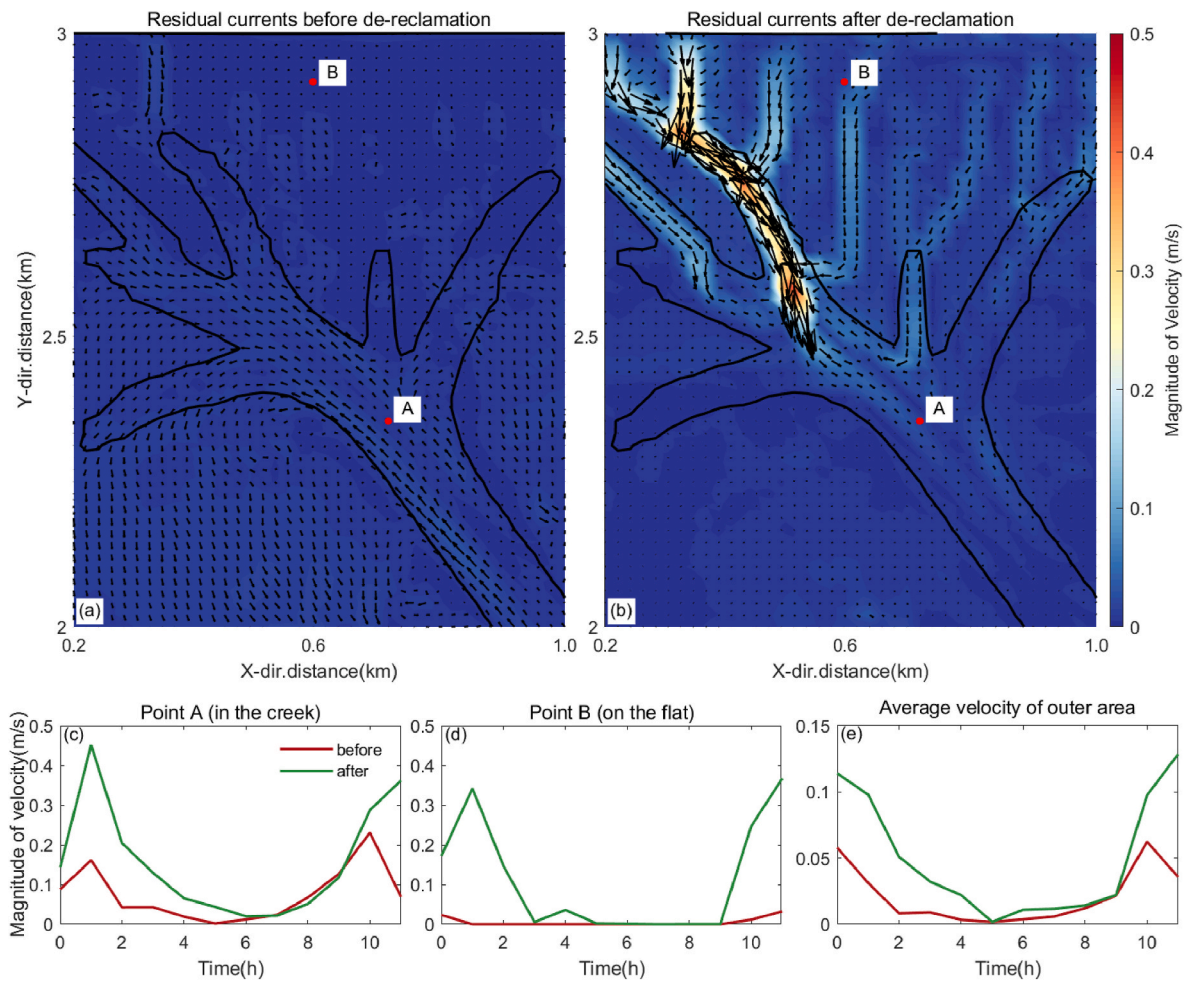 Residual currents before de-reclamation
Residual currents after de-reclamation
3
2.5
2
Y-dir.distance(km)
B
A
(a)
0.2
0.6
1.0
X-dir.distance(km)
3
2.5
2
B
A
(b)
0.2
0.6
1.0
X-dir.distance(km)
0.5
0.4
0.3
0.2
0.1
0
Magnitude of Velocity (m/s)
Point A (in the creek)
(c)
before
after
0.5
0.4
0.3
0.2
0.1
0
Magnitude of velocity(m/s)
0 2 4 6 8 10
Time(h)
Point B (on the flat)
(d)
0.5
0.4
0.3
0.2
0.1
0
0 2 4 6 8 10
Time(h)
Average velocity of outer area
(e)
0.15
0.1
0.05
0
0 2 4 6 8 10
Time(h)